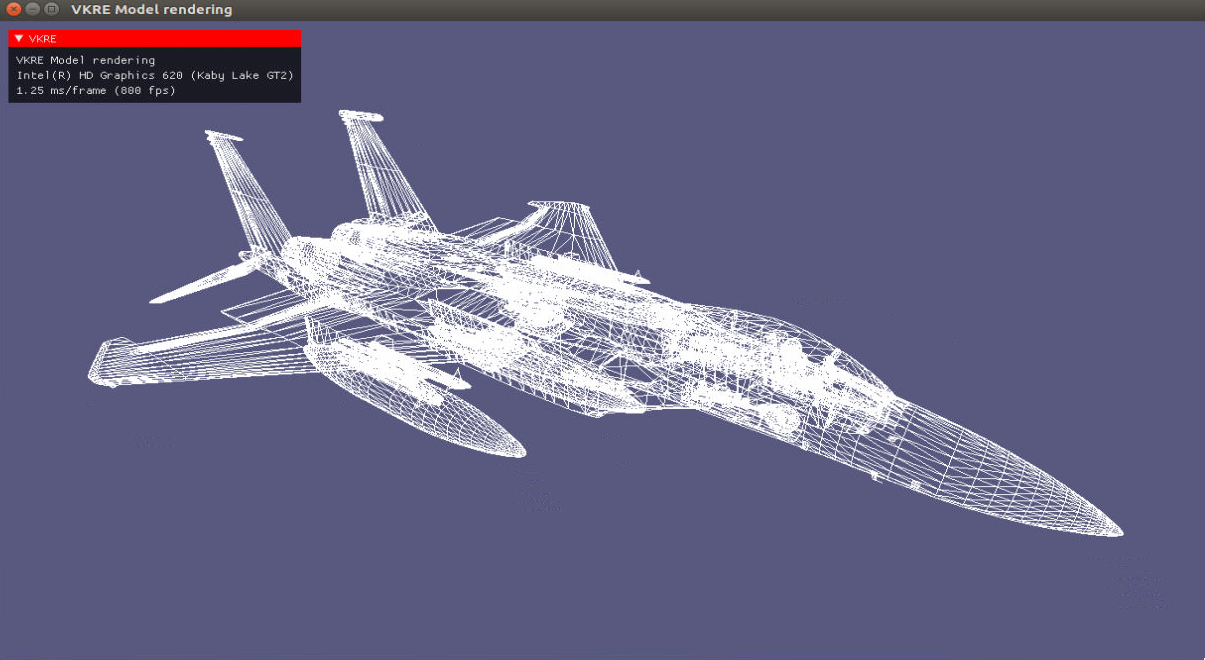 VKRE Model rendering
VKRE
VKRE Model rendering
Intel(R) HD Graphics 620 (Kaby Lake GT2)
1.25 ms/frame (800 fps)